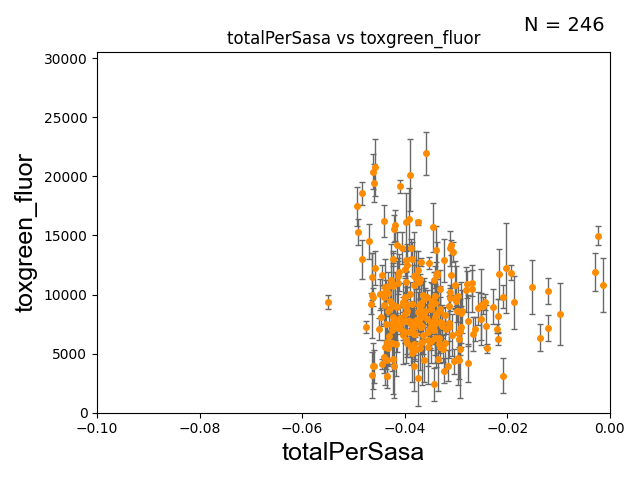 N = 246
totalPerSasa vs toxgreen_fluor
30000
25000
20000
15000
10000
5000
0
toxgreen_fluor
−0.10 −0.08 −0.06 −0.04 −0.02 0.00
totalPerSasa